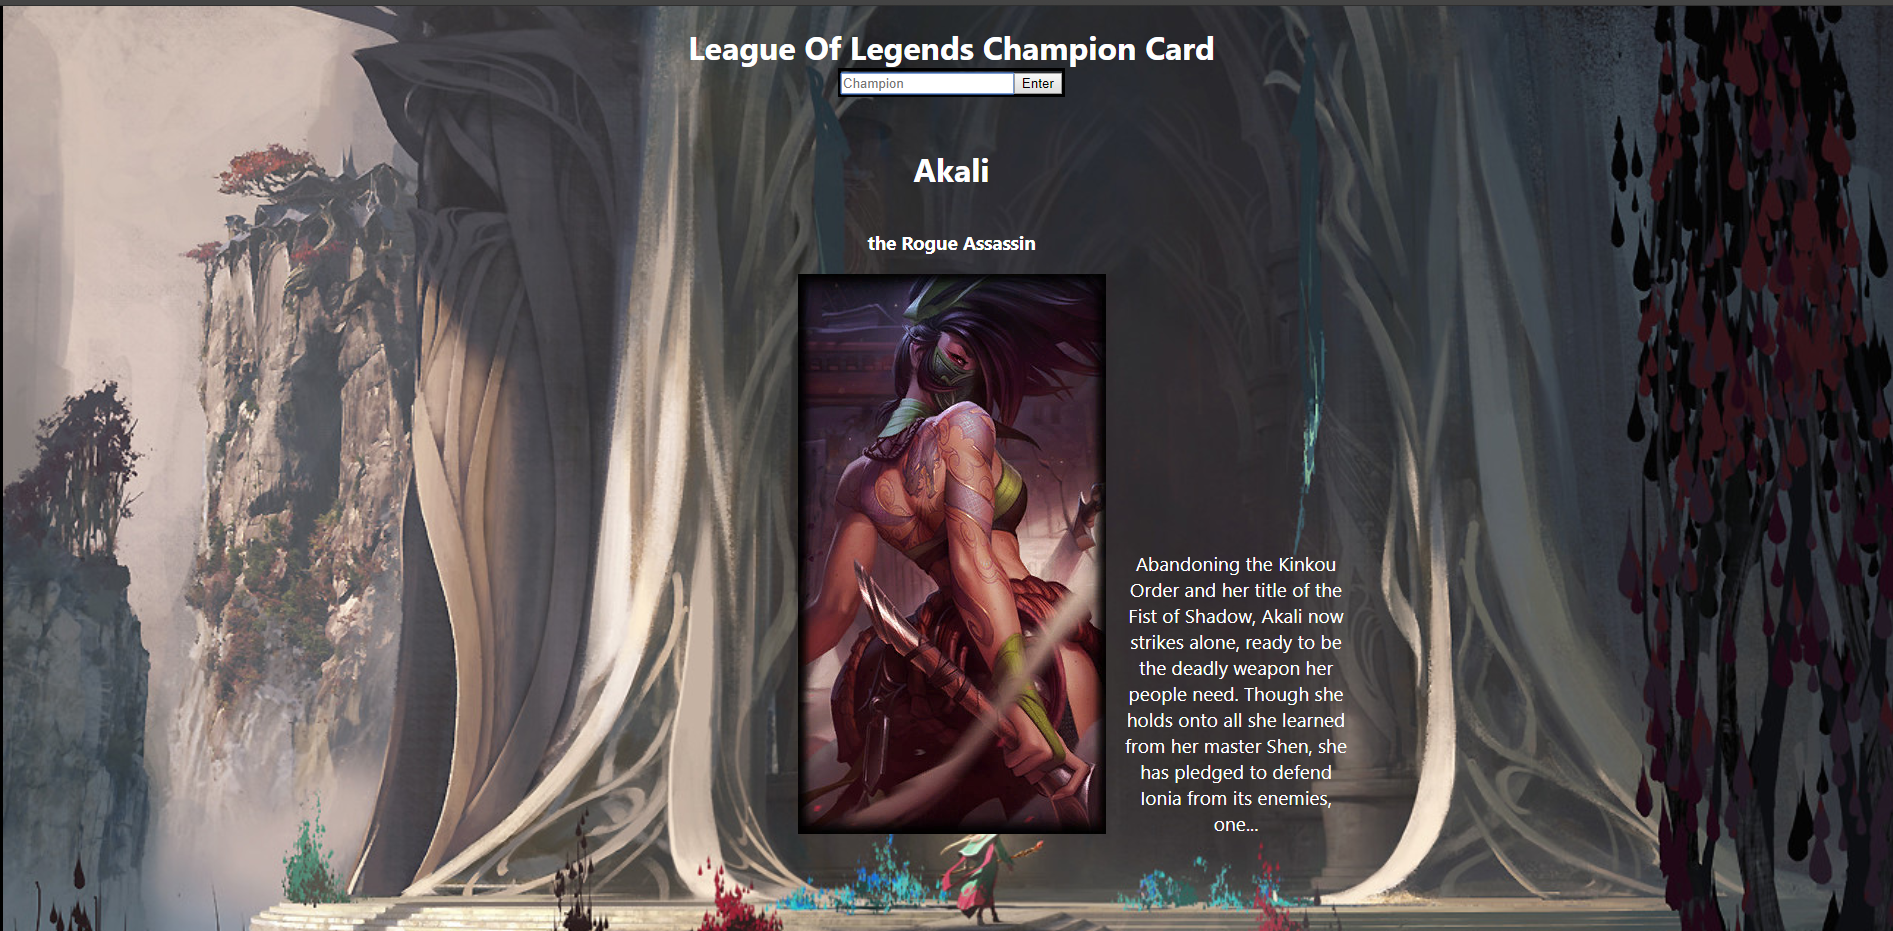 League Of Legends Champion Card
Champion
Enter
Akali
the Rogue Assassin
Abandoning the Kinkou
Order and her title of the
Fist of Shadow, Akali now
strikes alone, ready to be
the deadly weapon her
people need. Though she
holds onto all she learned
from her master Shen, she
has pledged to defend
Ionia from its enemies,
one...